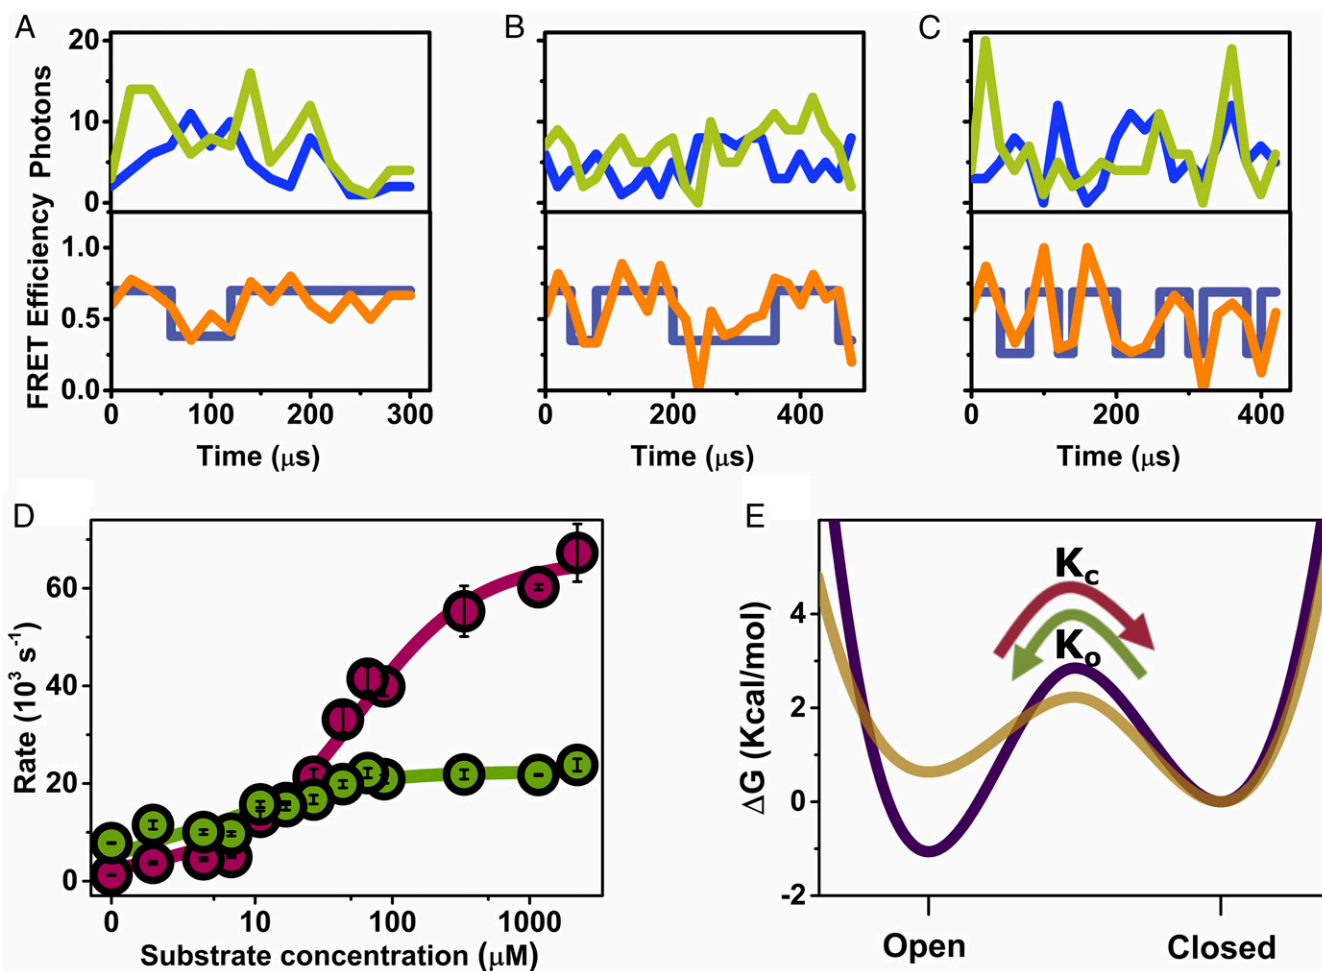 A
B
C
20
10
0
Photons
1.0
0.5
0.0
FRET Efficiency
0 100 200 300
0 200 400
0 200 400
Time (μs)
Time (μs)
Time (μs)
D
E
60
40
20
0
Rate (10³ s⁻¹)
0 10 100 1000
Substrate concentration (μM)
Kc
Ko
4
2
0
-2
ΔG (Kcal/mol)
Open Closed